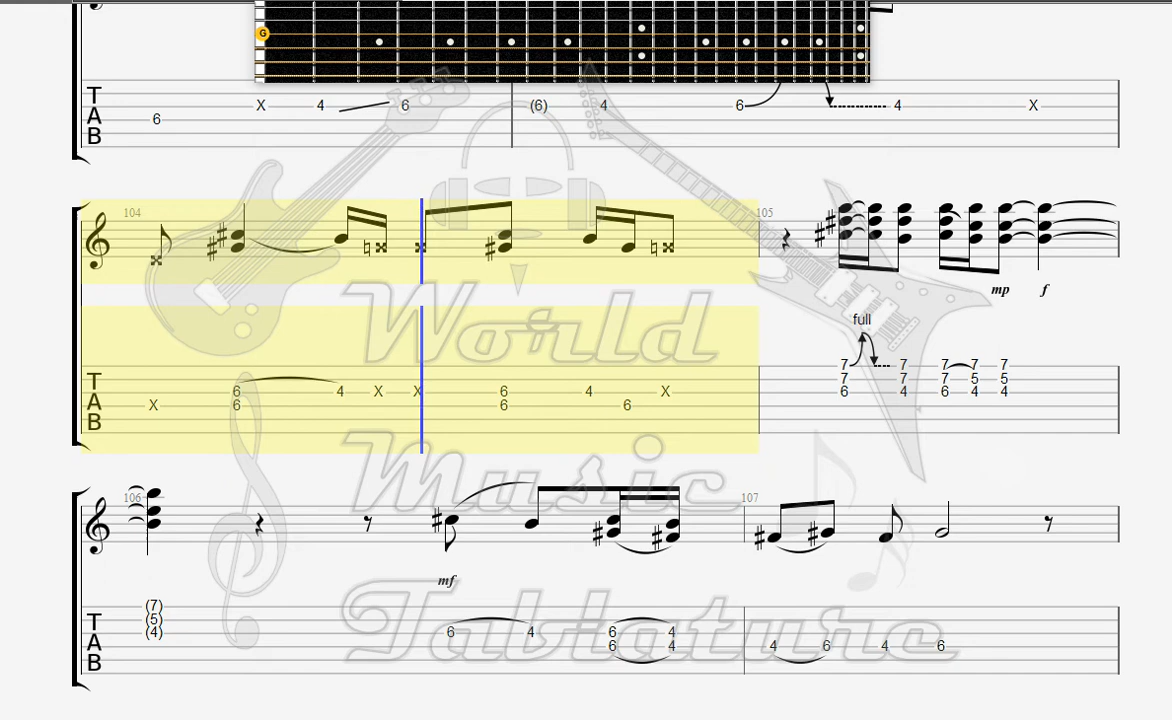 G
T
A
B
X 4 6 (6) 4 6 4 X
6
104 105
mp f
full
T
A
B
7 7 7 7 7
7 7 7 5 5
6 4 X X 6 4 X 6 4 6 4 4
X 6 6 6
World
Music
Tablature
106 107
mf
T
A
B
(7)
(5)
(4) 6 4 6 4
6 4 4 6 4 6